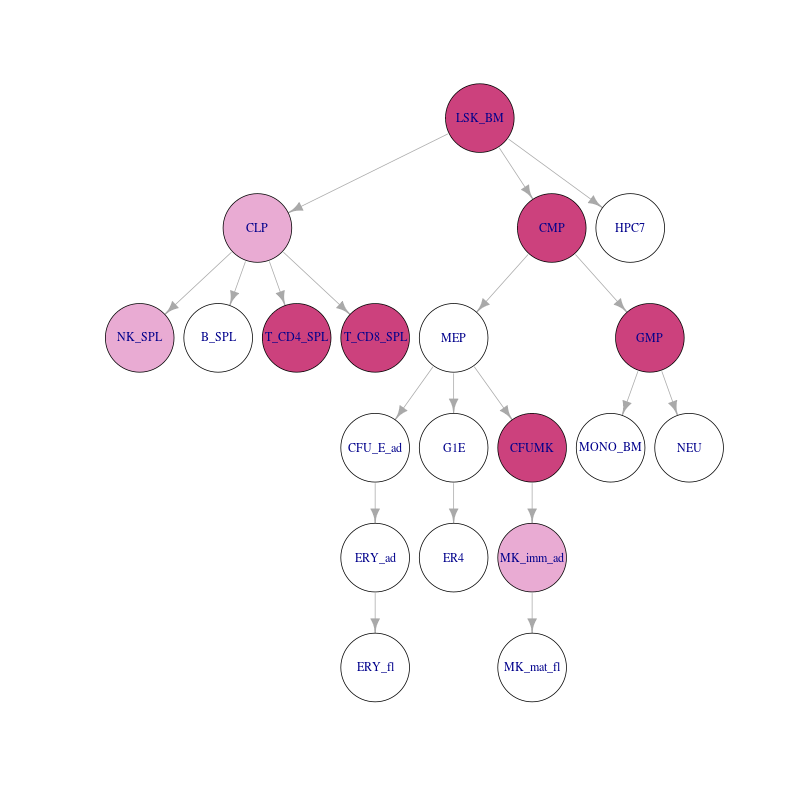 LSK_BM
CLP
CMP
HPC7
NK_SPL
B_SPL
T_CD4_SPL
T_CD8_SPL
MEP
GMP
CFU_E_ad
G1E
CFUMK
MONO_BM
NEU
ERY_ad
ER4
MK_imm_ad
ERY_fl
MK_mat_fl